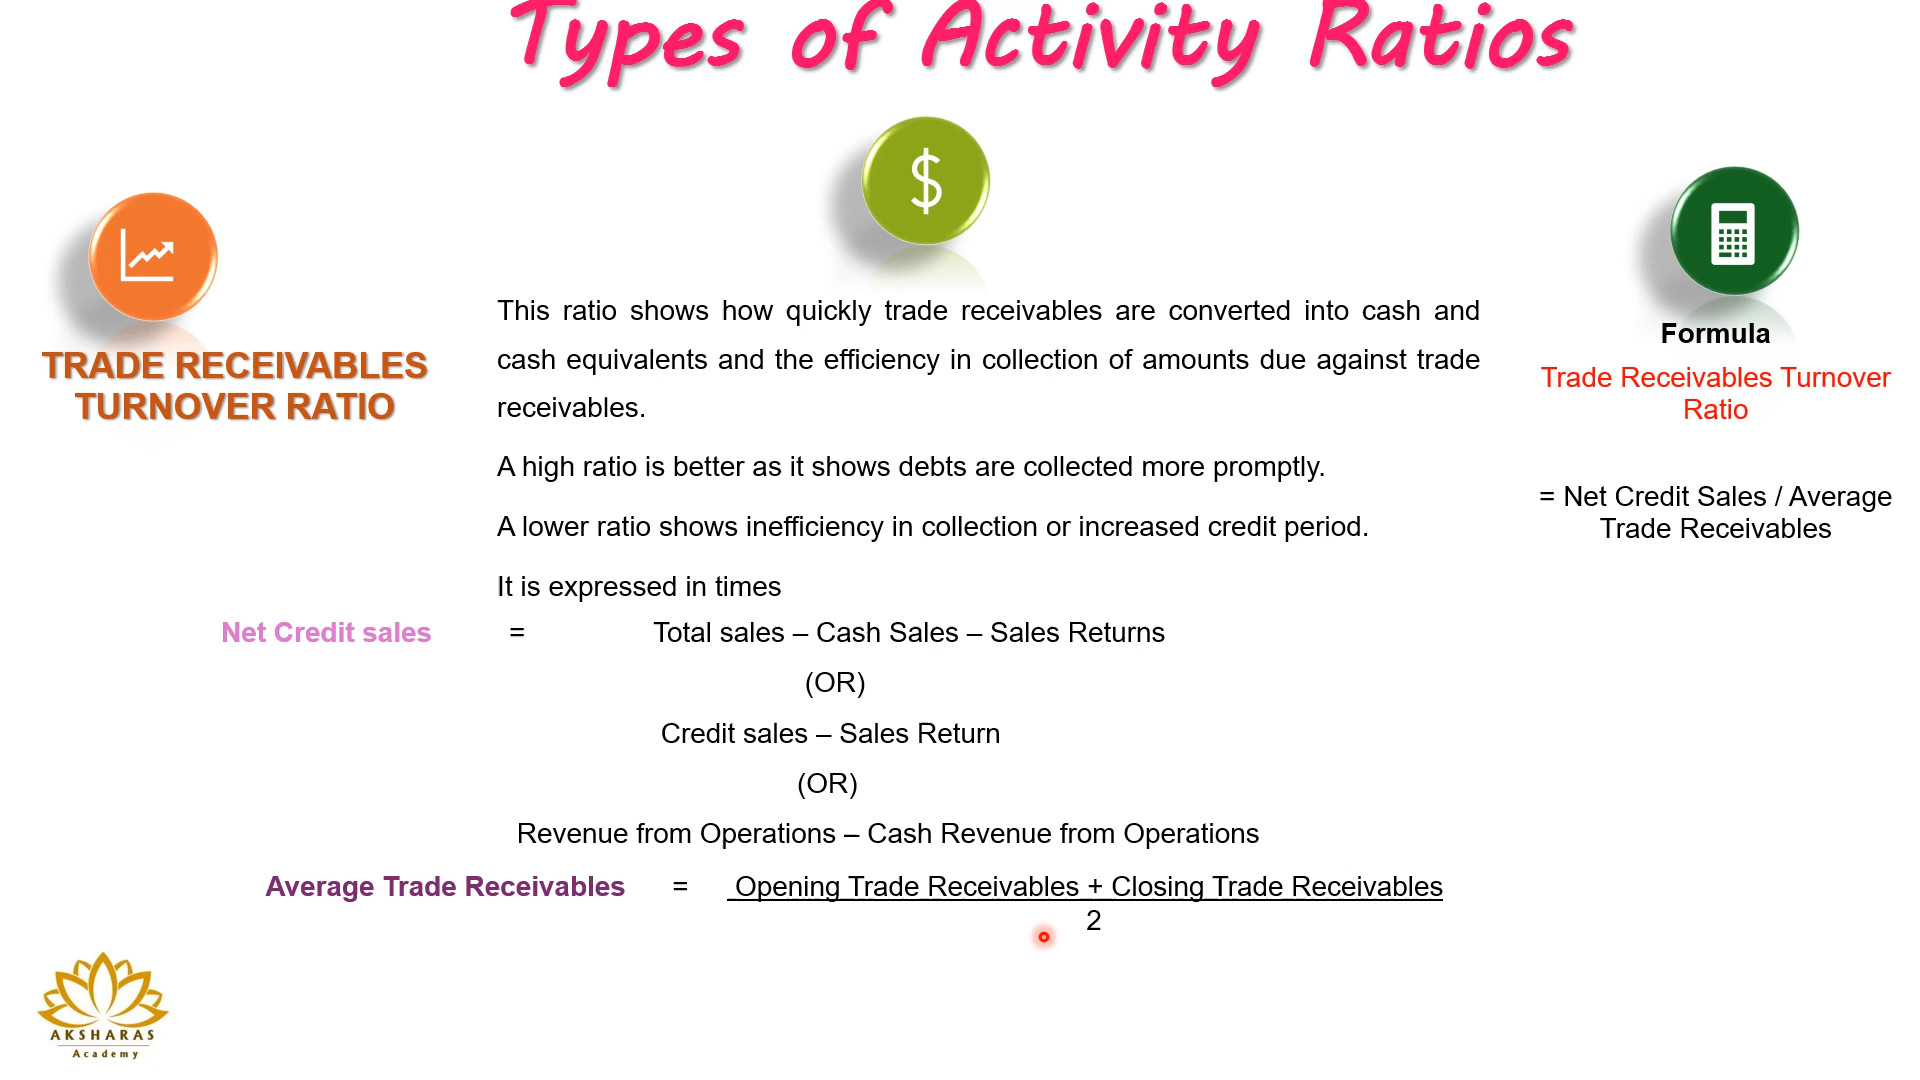 Types of Activity Ratios
$
TRADE RECEIVABLES
TURNOVER RATIO
This ratio shows how quickly trade receivables are converted into cash and
cash equivalents and the efficiency in collection of amounts due against trade
receivables.
A high ratio is better as it shows debts are collected more promptly.
A lower ratio shows inefficiency in collection or increased credit period.
It is expressed in times
Formula
Trade Receivables Turnover
Ratio
= Net Credit Sales / Average
Trade Receivables
Net Credit sales = Total sales – Cash Sales – Sales Returns
(OR)
Credit sales – Sales Return
(OR)
Revenue from Operations – Cash Revenue from Operations
Average Trade Receivables = Opening Trade Receivables + Closing Trade Receivables
2
AKSHARAS
Academy